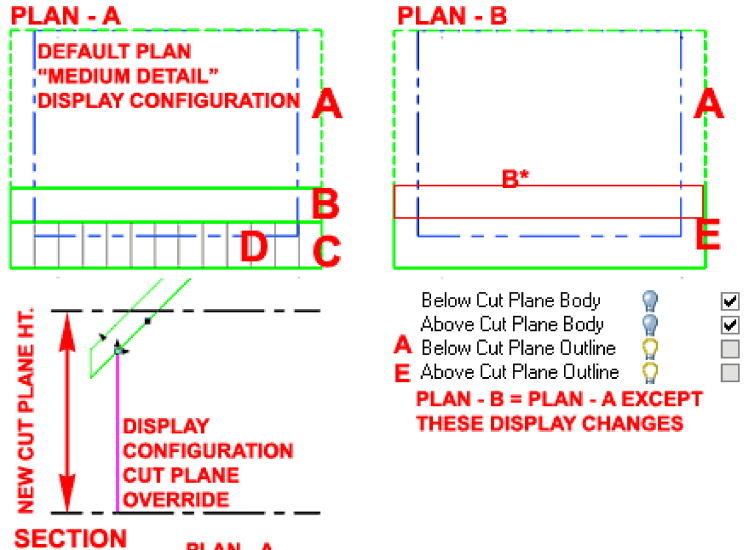 PLAN - A
DEFAULT PLAN
“MEDIUM DETAIL”
DISPLAY CONFIGURATION
A
B
D
C
PLAN - B
A
B*
E
NEW CUT PLANE HT.
DISPLAY
CONFIGURATION
CUT PLANE
OVERRIDE
SECTION
PLAN - A
Below Cut Plane Body
Above Cut Plane Body
A Below Cut Plane Outline
E Above Cut Plane Outline
PLAN - B = PLAN - A EXCEPT
THESE DISPLAY CHANGES